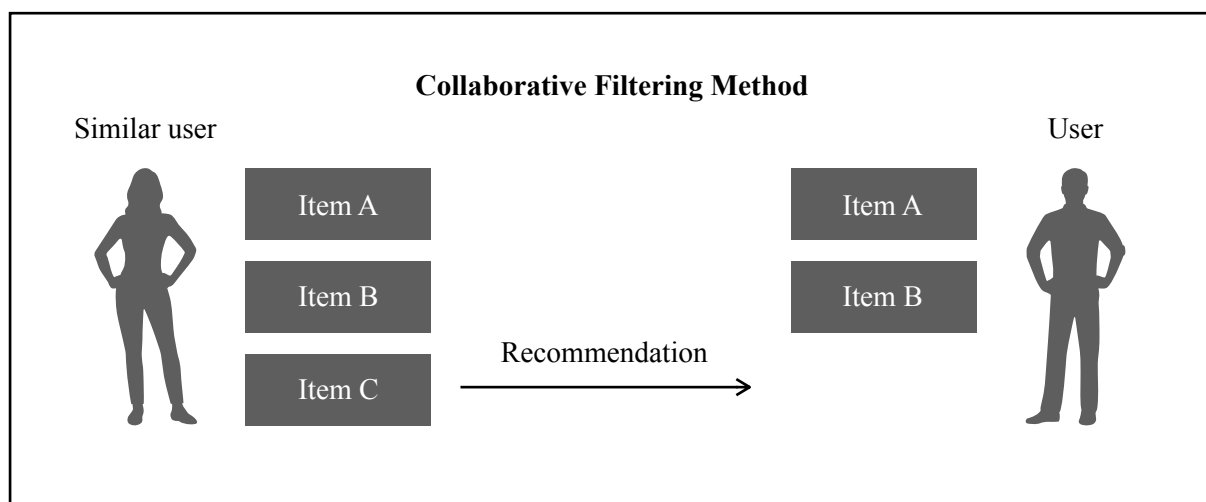 Collaborative Filtering Method
Similar user
User
Item A
Item A
Item B
Item B
Recommendation
Item C